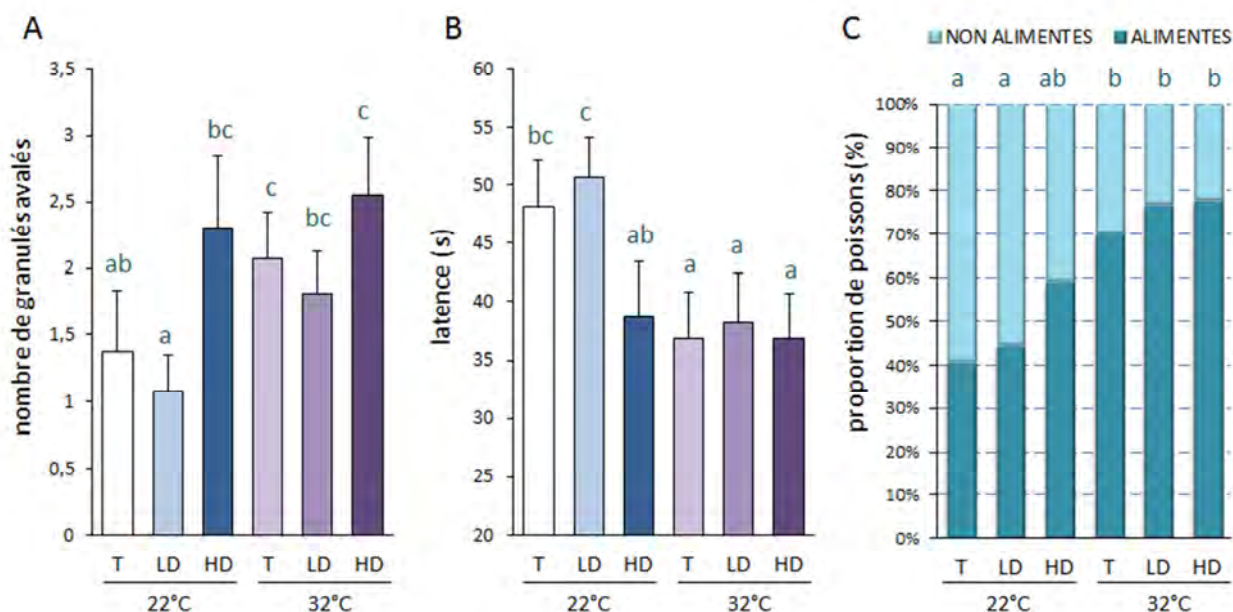 A
nombre de granulés avalés
3,5
3
2,5
2
1,5
1
0,5
0
ab
a
bc
c
bc
c
T LD HD T LD HD
22°C 32°C
B
latence (s)
60
55
50
45
40
35
30
25
20
bc
c
ab
a
a
a
T LD HD T LD HD
22°C 32°C
C
NON ALIMENTES ALIMENTES
a a ab b b b
proportion de poissons (%)
100%
90%
80%
70%
60%
50%
40%
30%
20%
10%
0%
T LD HD T LD HD
22°C 32°C